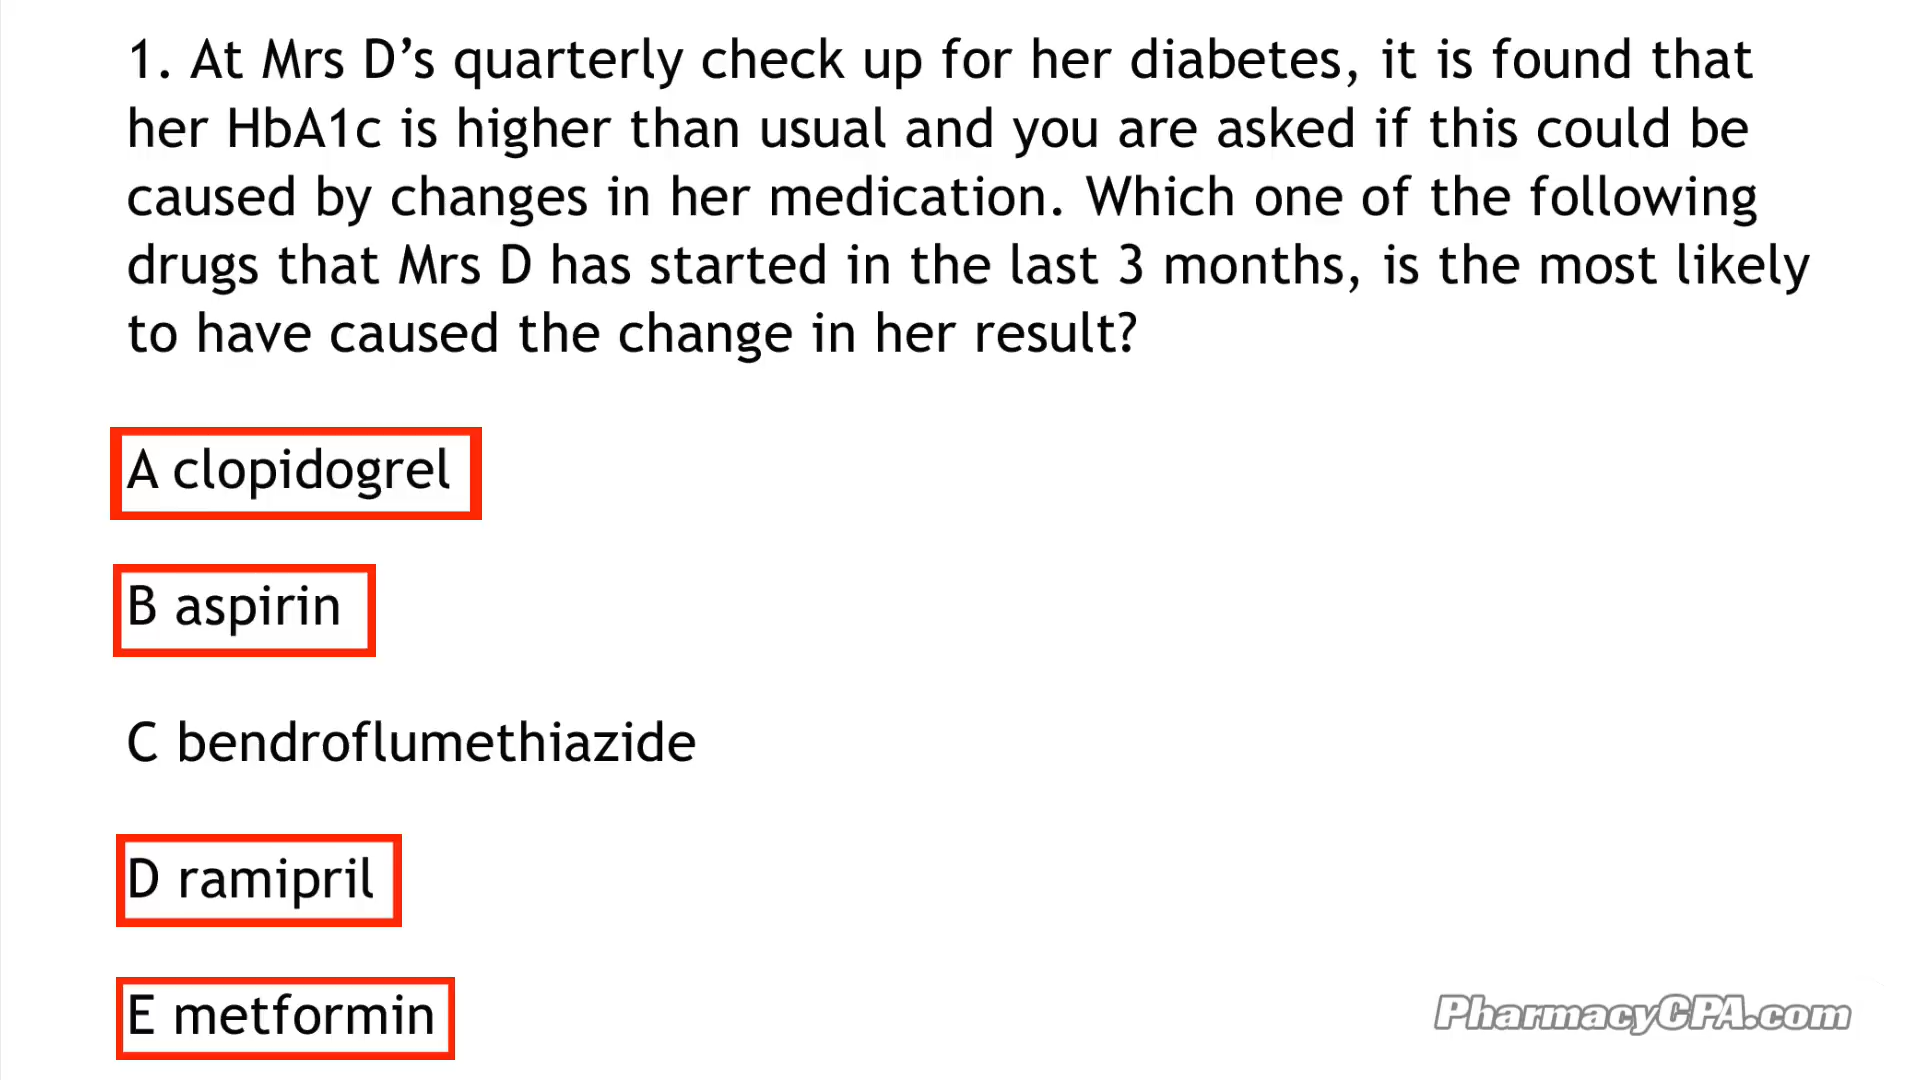 1. At Mrs D’s quarterly check up for her diabetes, it is found that
her HbA1c is higher than usual and you are asked if this could be
caused by changes in her medication. Which one of the following
drugs that Mrs D has started in the last 3 months, is the most likely
to have caused the change in her result?
A clopidogrel
B aspirin
C bendroflumethiazide
D ramipril
E metformin
PharmacyCPA.com